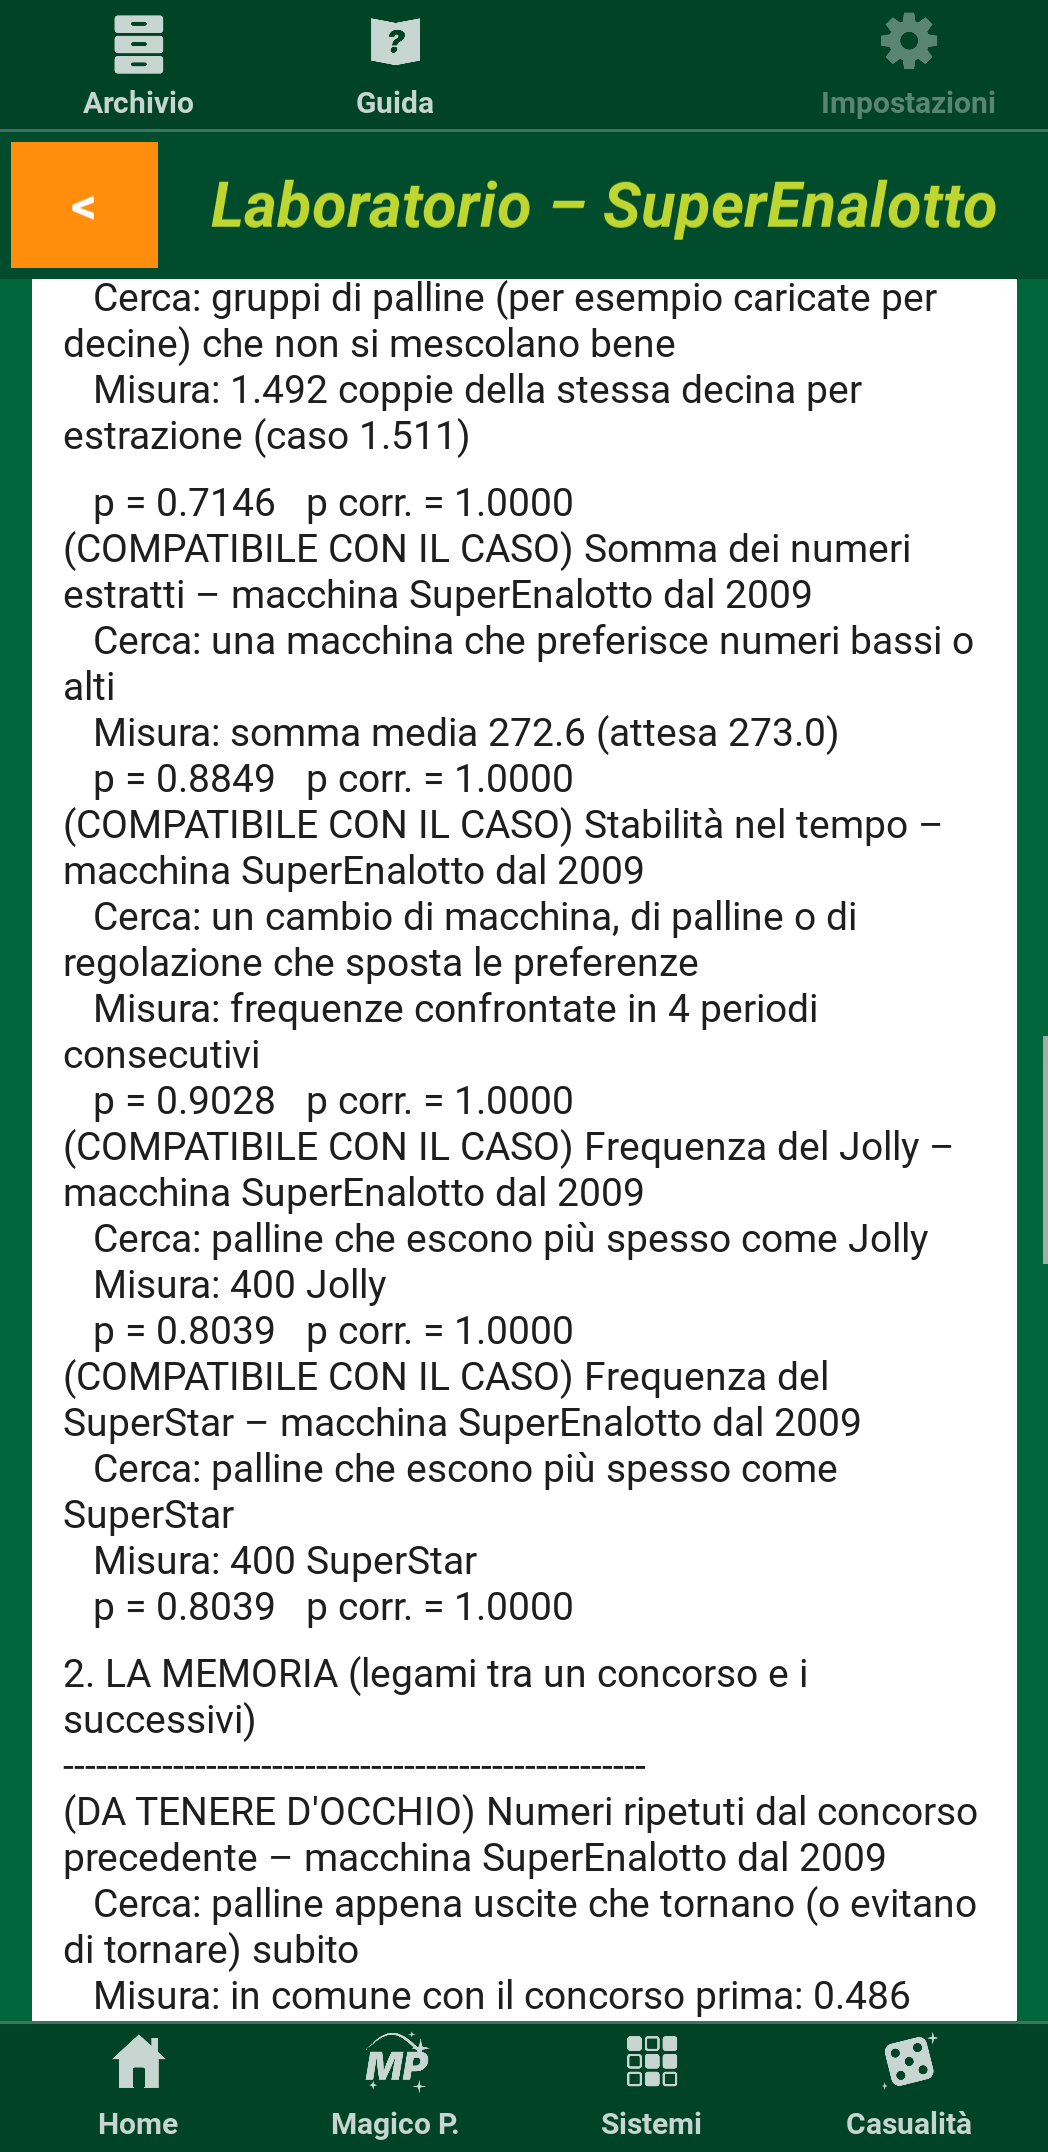 Archivio
Guida
Impostazioni
<
Laboratorio – SuperEnalotto
Cerca: gruppi di palline (per esempio caricate per
decine) che non si mescolano bene
Misura: 1.492 coppie della stessa decina per
estrazione (caso 1.511)
p = 0.7146 p corr. = 1.0000
(COMPATIBILE CON IL CASO) Somma dei numeri
estratti – macchina SuperEnalotto dal 2009
Cerca: una macchina che preferisce numeri bassi o
alti
Misura: somma media 272.6 (attesa 273.0)
p = 0.8849 p corr. = 1.0000
(COMPATIBILE CON IL CASO) Stabilità nel tempo –
macchina SuperEnalotto dal 2009
Cerca: un cambio di macchina, di palline o di
regolazione che sposta le preferenze
Misura: frequenze confrontate in 4 periodi
consecutivi
p = 0.9028 p corr. = 1.0000
(COMPATIBILE CON IL CASO) Frequenza del Jolly –
macchina SuperEnalotto dal 2009
Cerca: palline che escono più spesso come Jolly
Misura: 400 Jolly
p = 0.8039 p corr. = 1.0000
(COMPATIBILE CON IL CASO) Frequenza del
SuperStar – macchina SuperEnalotto dal 2009
Cerca: palline che escono più spesso come
SuperStar
Misura: 400 SuperStar
p = 0.8039 p corr. = 1.0000
2. LA MEMORIA (legami tra un concorso e i
successivi)
----------------------------------------------------
(DA TENERE D'OCCHIO) Numeri ripetuti dal concorso
precedente – macchina SuperEnalotto dal 2009
Cerca: palline appena uscite che tornano (o evitano
di tornare) subito
Misura: in comune con il concorso prima: 0.486
MP
Home
Magico P.
Sistemi
Casualità